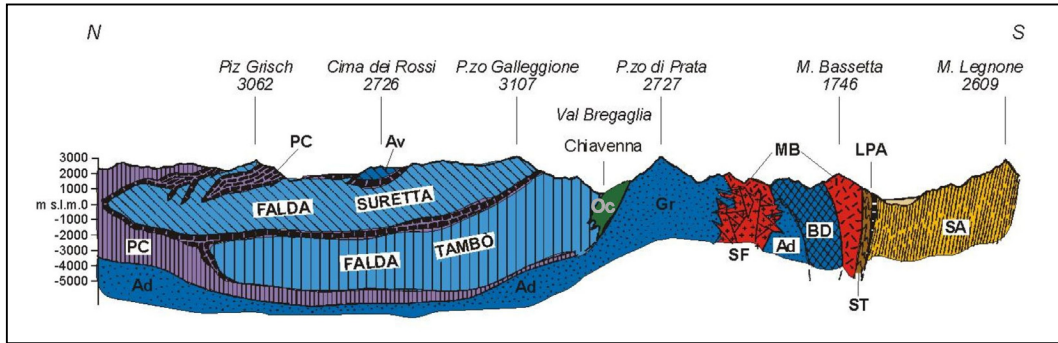 N
S
Piz Grisch
3062
Cima dei Rossi
2726
P.zo Galleggione
3107
P.zo di Prata
2727
M. Bassetta
1746
M. Legnone
2609
Val Bregaglia
Chiavenna
PC
Av
MB
LPA
3000
2000
1000
m s.l.m.0
-1000
-2000
-3000
-4000
-5000
FALDA SURETTA
FALDA TAMBÒ
PC
Ad
Ad
Oc
Gr
SF
Ad
BD
ST
SA